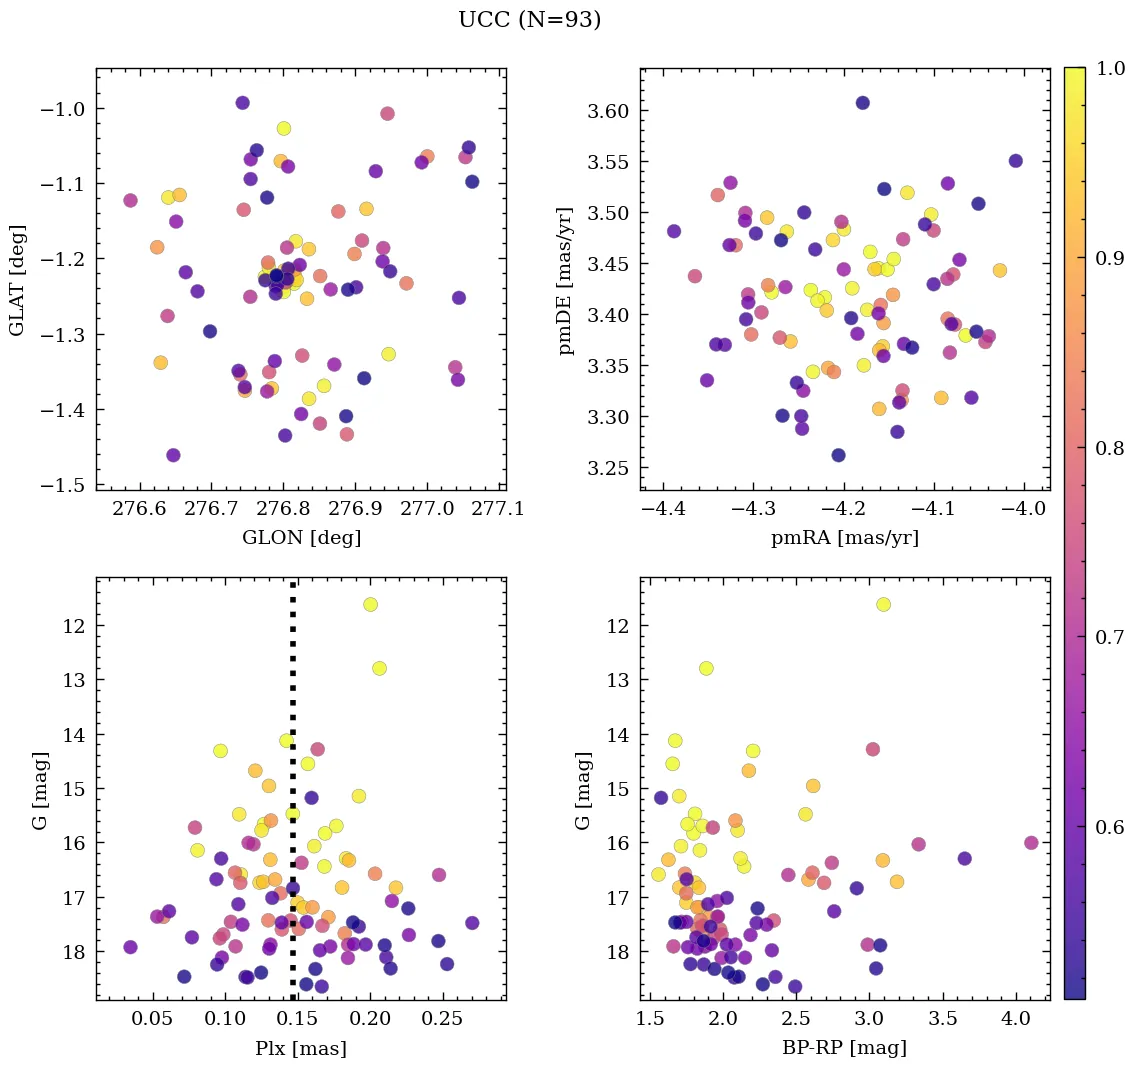 UCC (N=93)
−1.0
−1.1
−1.2
−1.3
−1.4
−1.5
GLAT [deg]
276.6 276.7 276.8 276.9 277.0 277.1
GLON [deg]
3.60
3.55
3.50
3.45
3.40
3.35
3.30
3.25
pmDE [mas/yr]
−4.4 −4.3 −4.2 −4.1 −4.0
pmRA [mas/yr]
1.0
0.9
0.8
0.7
0.6
12
13
14
15
16
17
18
G [mag]
0.05 0.10 0.15 0.20 0.25
Plx [mas]
12
13
14
15
16
17
18
G [mag]
1.5 2.0 2.5 3.0 3.5 4.0
BP-RP [mag]